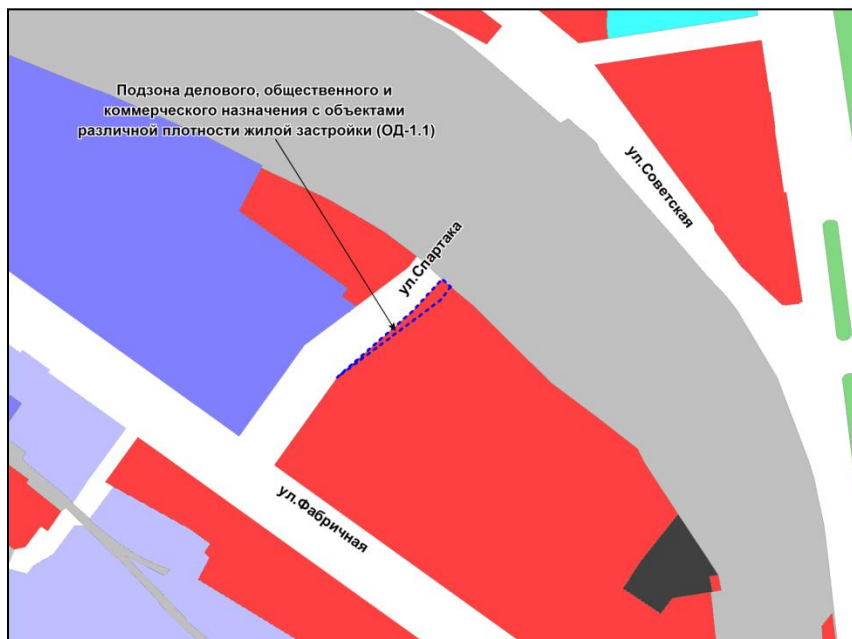 Подзона делового, общественного и
коммерческого назначения с объектами
различной плотности жилой застройки (ОД-1.1)
ул.Советская
ул.Спартака
ул.Фабричная